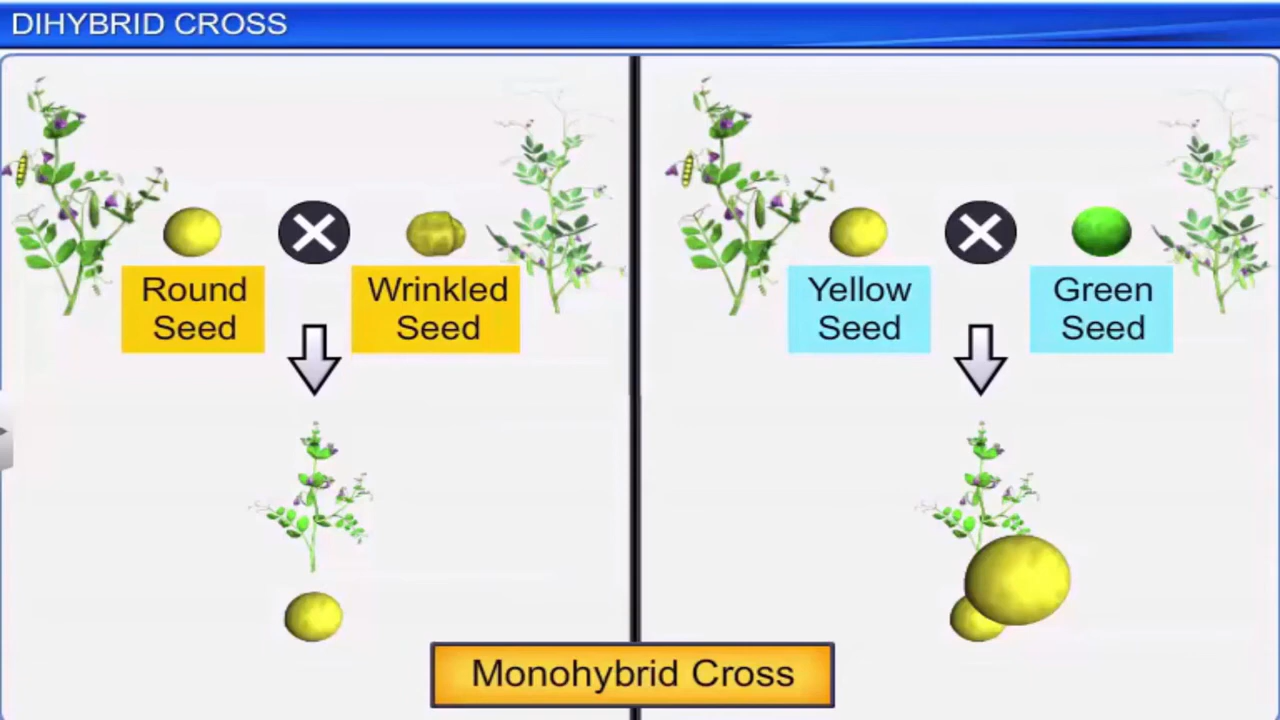 DIHYBRID CROSS
Round
Seed
Wrinkled
Seed
Yellow
Seed
Green
Seed
Monohybrid Cross